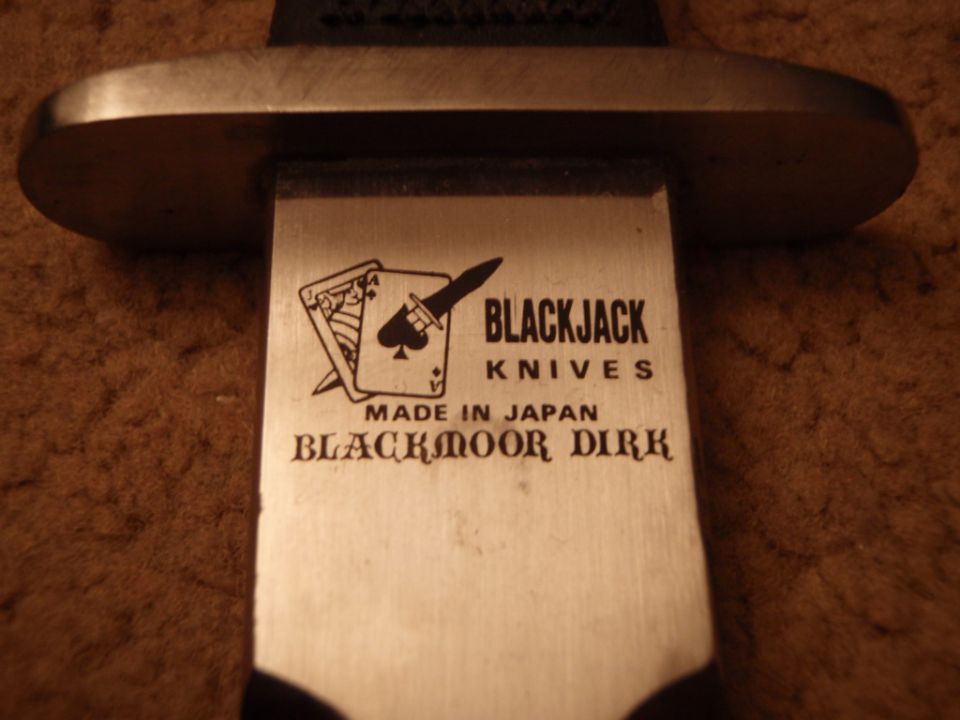 J
A
A
BLACKJACK
KNIVES
MADE IN JAPAN
BLACKMOOR DIRK